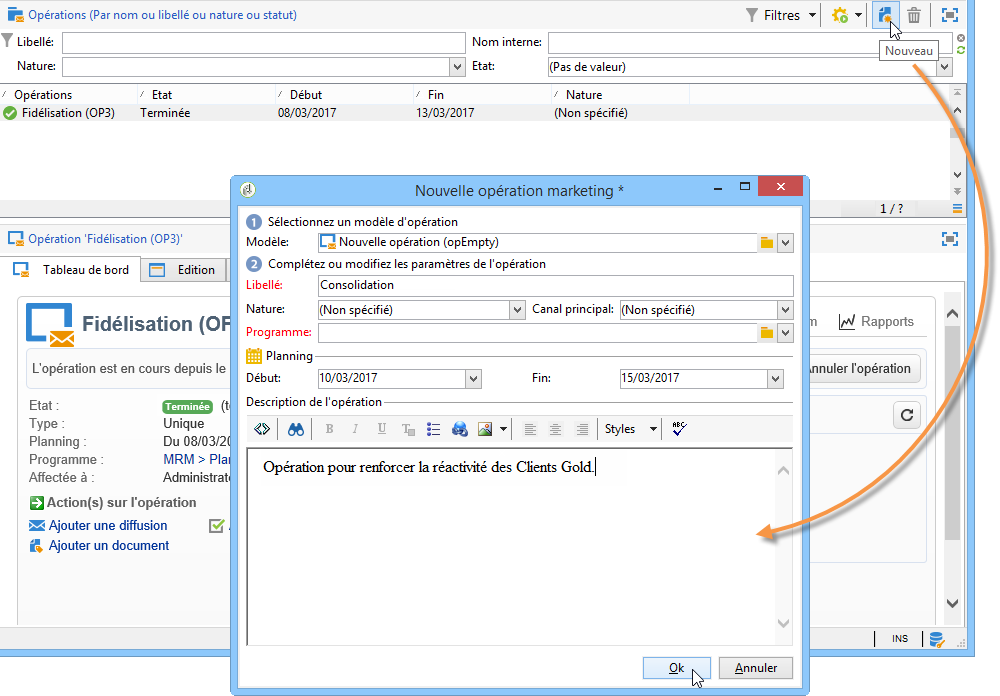 Opérations (Par nom ou libellé ou nature ou statut) Filtres
Libellé: Nom interne:
Nouveau
Nature: Etat: (Pas de valeur)
Opérations Etat Début Fin Nature
Fidélisation (OP3) Terminée 08/03/2017 13/03/2017 (Non spécifié)
1 / ?
Opération 'Fidélisation (OP3)'
Tableau de bord Edition
Fidélisation (OP
Rapports
L'opération est en cours depuis le
nnuler l'opération
Etat : Terminée
Type : Unique
Planning : Du 08/03/20
Programme : MRM > Plan
Affectée à : Administrat
Action(s) sur l'opération
Ajouter une diffusion
Ajouter un document
INS
Nouvelle opération marketing *
1 Sélectionnez un modèle d'opération
Modèle: Nouvelle opération (opEmpty)
2 Complétez ou modifiez les paramètres de l'opération
Libellé: Consolidation
Nature: (Non spécifié) Canal principal: (Non spécifié)
Programme:
Planning
Début: 10/03/2017 Fin: 15/03/2017
Description de l'opération
B I U T Styles ABC
Opération pour renforcer la réactivité des Clients Gold.
Ok Annuler